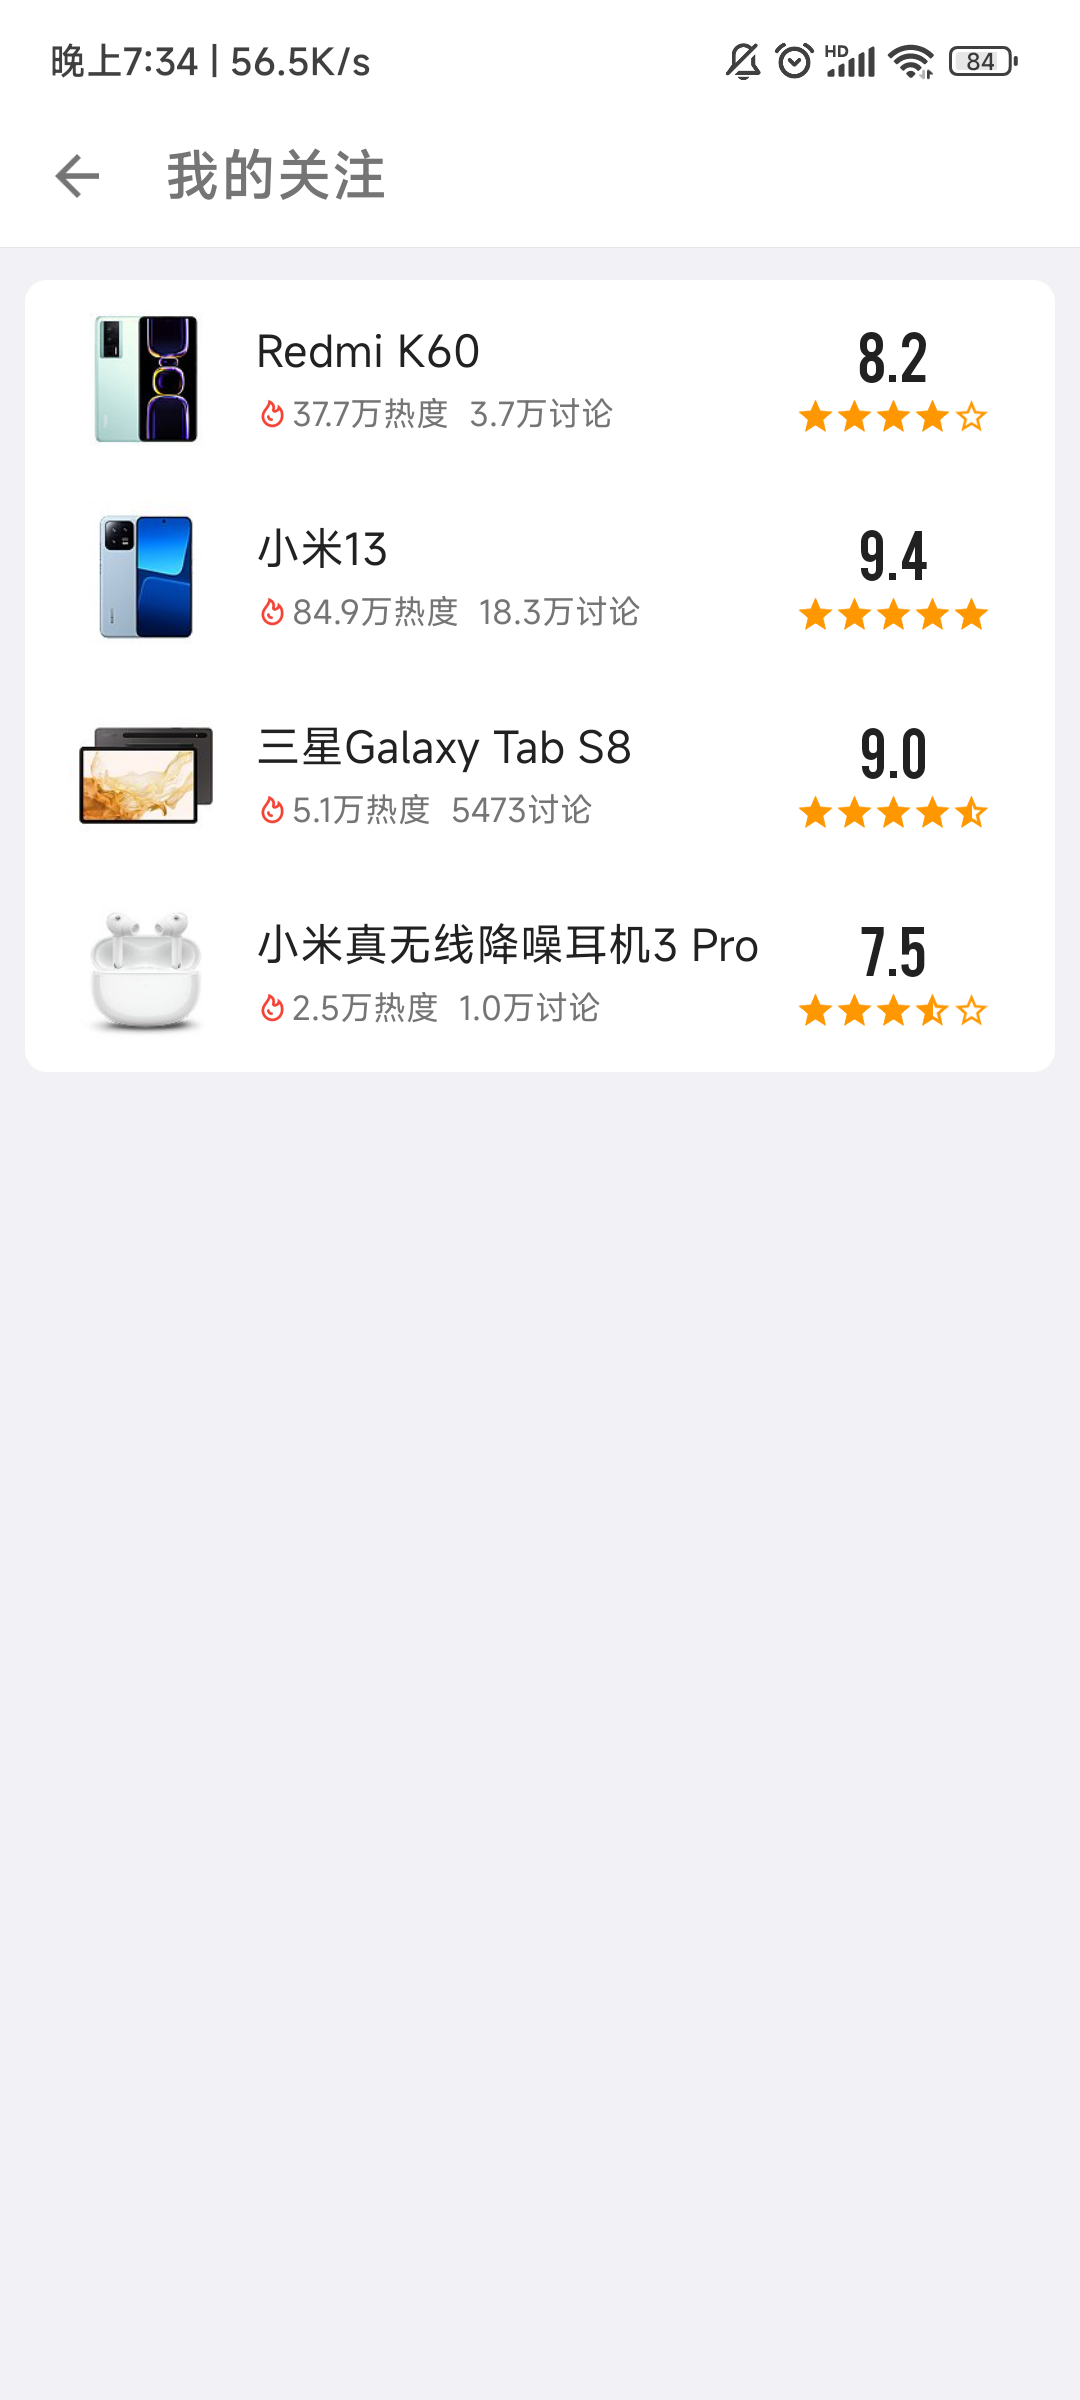 晚上7:34 | 56.5K/s
HD
84
我的关注
Redmi K60
8.2
37.7万热度 3.7万讨论
小米13
9.4
84.9万热度 18.3万讨论
三星Galaxy Tab S8
9.0
5.1万热度 5473讨论
小米真无线降噪耳机3 Pro
7.5
2.5万热度 1.0万讨论